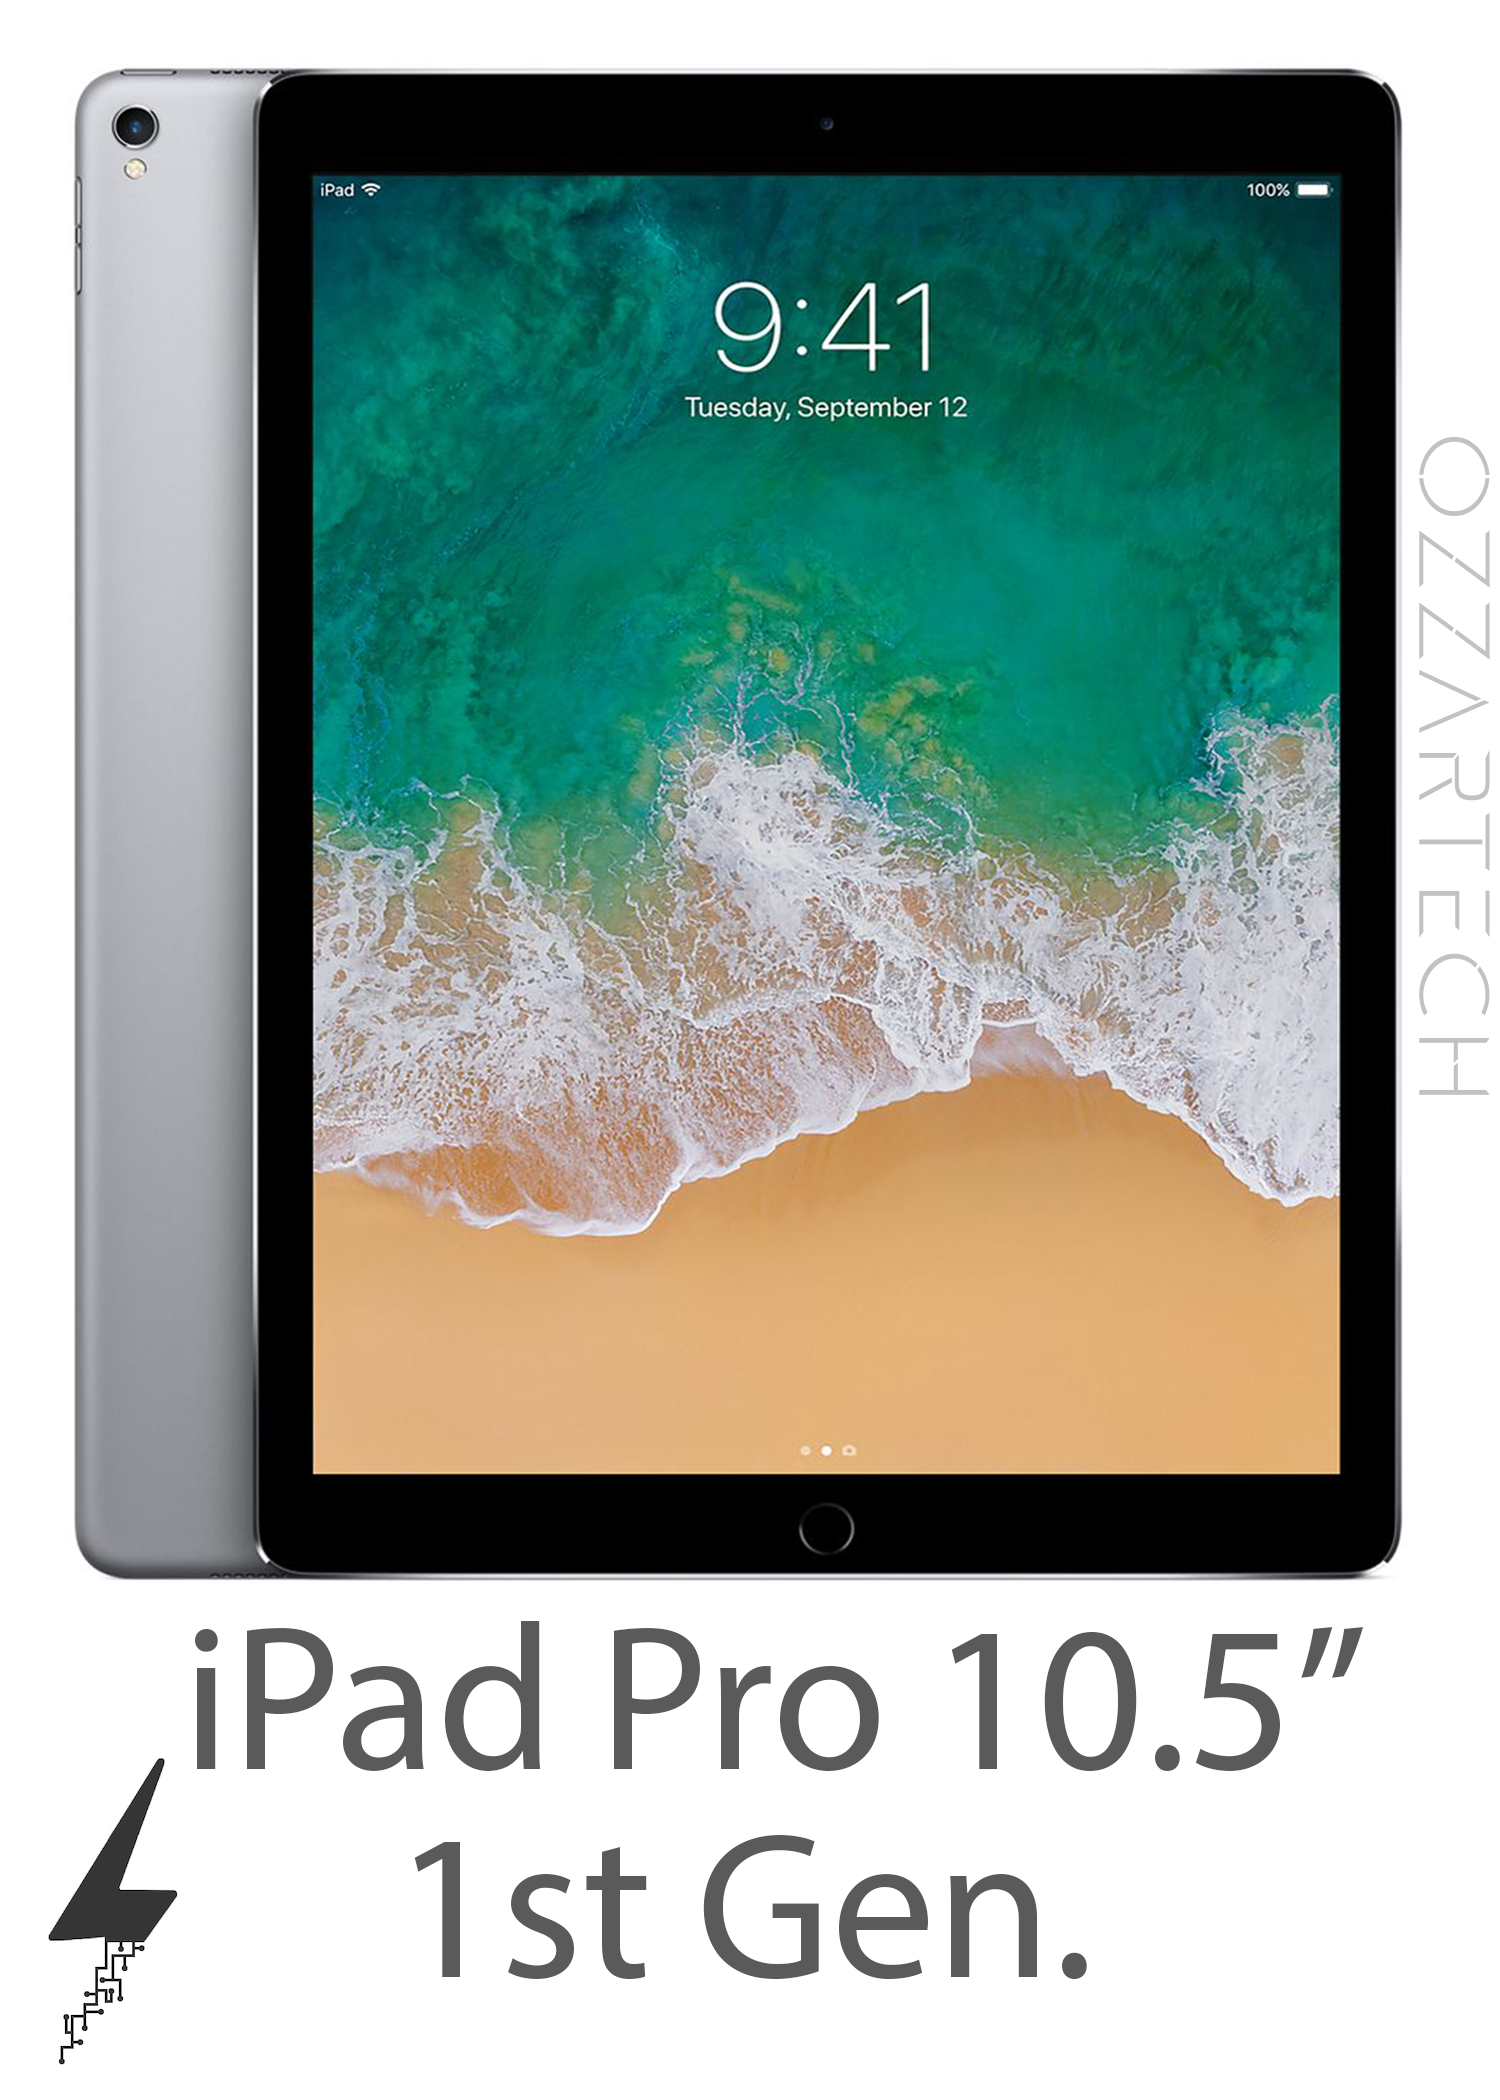 iPad
100%
9:41
Tuesday, September 12
OZZARTECH
iPad Pro 10.5”
1st Gen.